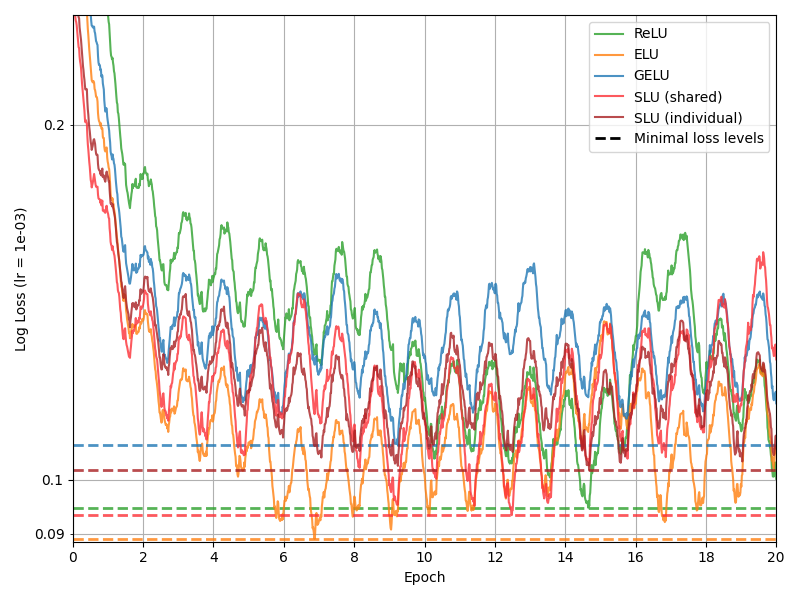 ReLU
ELU
GELU
SLU (shared)
SLU (individual)
Minimal loss levels
0.2
0.1
0.09
Log Loss (lr = 1e-03)
0 2 4 6 8 10 12 14 16 18 20
Epoch